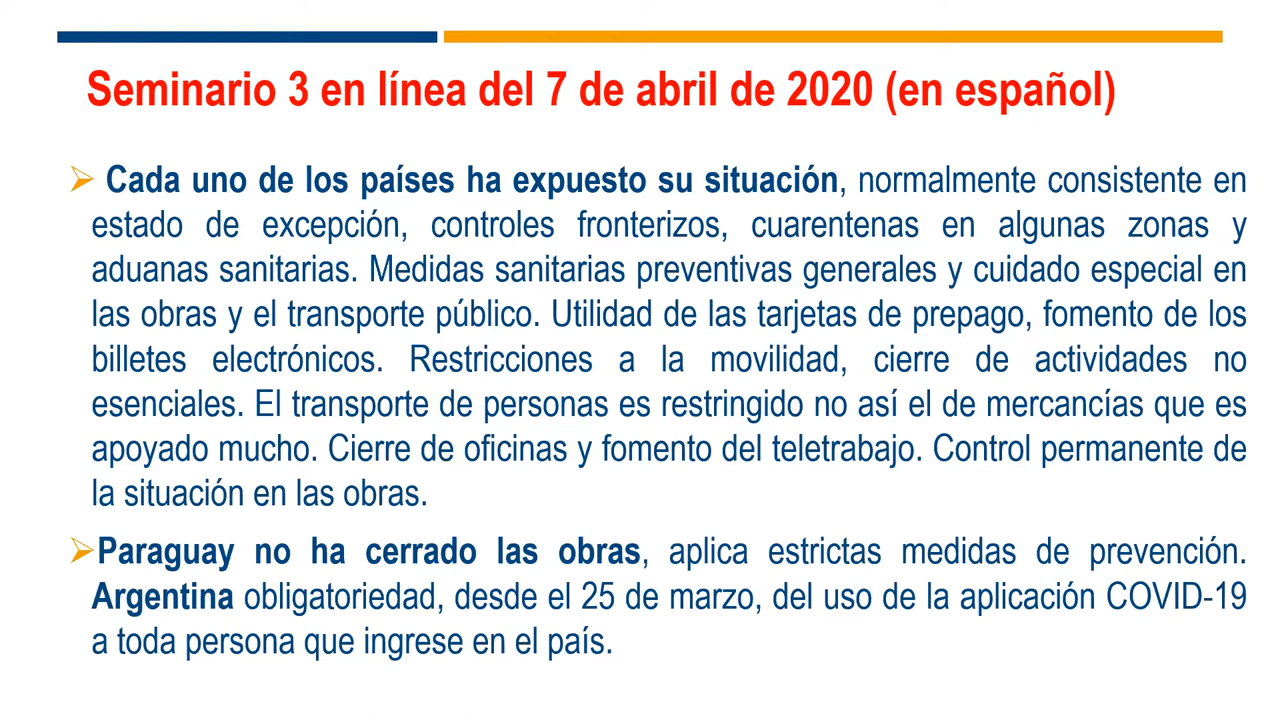 Seminario 3 en línea del 7 de abril de 2020 (en español)
Cada uno de los países ha expuesto su situación, normalmente consistente en
estado de excepción, controles fronterizos, cuarentenas en algunas zonas y
aduanas sanitarias. Medidas sanitarias preventivas generales y cuidado especial en
las obras y el transporte público. Utilidad de las tarjetas de prepago, fomento de los
billetes electrónicos. Restricciones a la movilidad, cierre de actividades no
esenciales. El transporte de personas es restringido no así el de mercancías que es
apoyado mucho. Cierre de oficinas y fomento del teletrabajo. Control permanente de
la situación en las obras.
Paraguay no ha cerrado las obras, aplica estrictas medidas de prevención.
Argentina obligatoriedad, desde el 25 de marzo, del uso de la aplicación COVID-19
a toda persona que ingrese en el país.